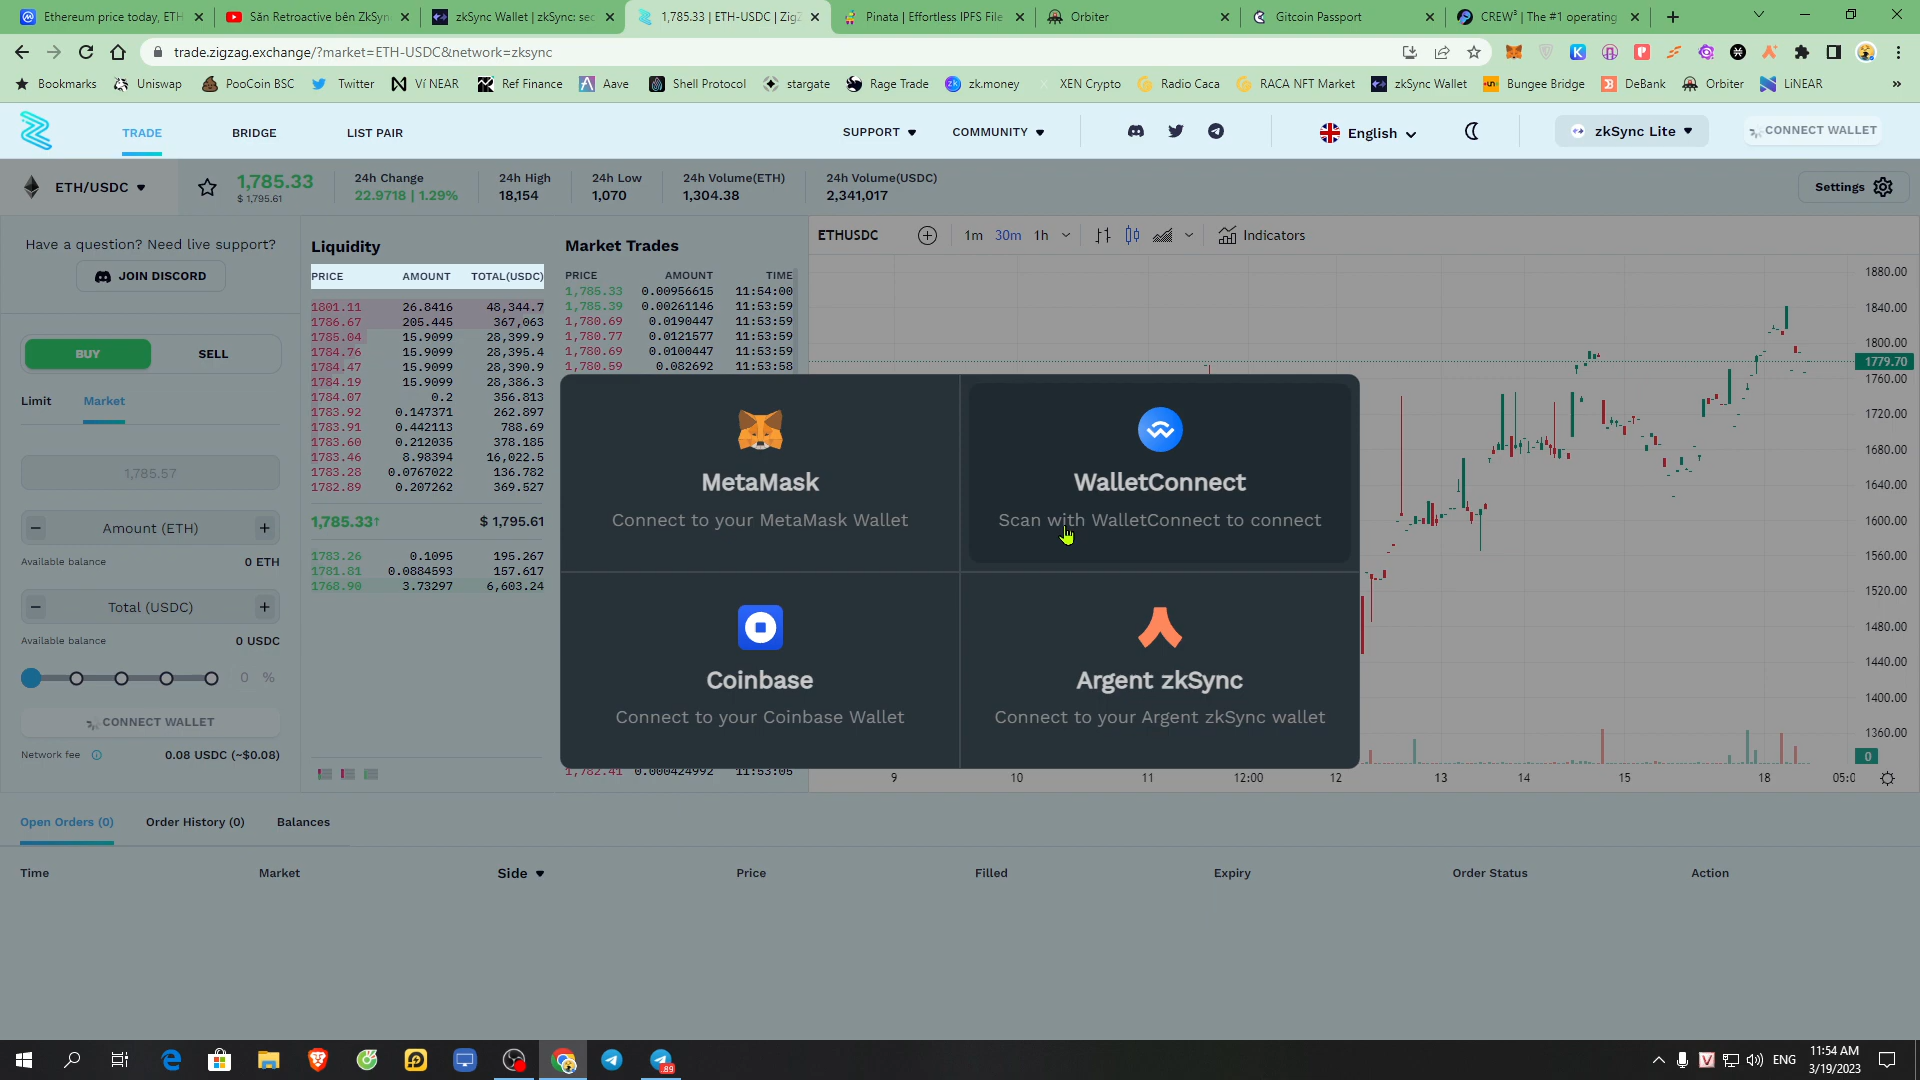 Ethereum price today, ETH
Săn Retroactive bên ZkSyn
zkSync Wallet | zkSync: sec
1,785.33 | ETH-USDC | ZigZ
Pinata | Effortless IPFS File
Orbiter
Gitcoin Passport
CREW³ | The #1 operating
trade.zigzag.exchange/?market=ETH-USDC&network=zksync
Bookmarks
Uniswap
PooCoin BSC
Twitter
Ví NEAR
Ref Finance
Aave
Shell Protocol
stargate
Rage Trade
zk.money
XEN Crypto
Radio Caca
RACA NFT Market
zkSync Wallet
Bungee Bridge
DeBank
Orbiter
LiNEAR
»
TRADE
BRIDGE
LIST PAIR
SUPPORT
COMMUNITY
English
zkSync Lite
CONNECT WALLET
ETH/USDC
1,785.33
$ 1,795.61
24h Change
22.9718 | 1.29%
24h High
18,154
24h Low
1,070
24h Volume(ETH)
1,304.38
24h Volume(USDC)
2,341,017
Settings
Have a question? Need live support?
JOIN DISCORD
BUY
SELL
Limit
Market
1,785.57
− Amount (ETH) +
Available balance 0 ETH
− Total (USDC) +
Available balance 0 USDC
0 %
CONNECT WALLET
Network fee 0.08 USDC (~$0.08)
Liquidity
PRICE AMOUNT TOTAL(USDC)
1801.11 26.8416 48,344.7
1786.67 205.445 367,063
1785.04 15.9099 28,399.9
1784.76 15.9099 28,395.4
1784.47 15.9099 28,390.9
1784.19 15.9099 28,386.3
1784.07 0.2 356.813
1783.92 0.147371 262.897
1783.91 0.442113 788.69
1783.60 0.212035 378.185
1783.46 8.98394 16,022.5
1783.28 0.0767022 136.782
1782.89 0.207262 369.527
1,785.33↑ $ 1,795.61
1783.26 0.1095 195.267
1781.81 0.0884593 157.617
1768.90 3.73297 6,603.24
Market Trades
PRICE AMOUNT TIME
1,785.33 0.00956615 11:54:00
1,785.39 0.00261146 11:53:59
1,780.69 0.0190447 11:53:59
1,780.77 0.0121577 11:53:59
1,780.69 0.0100447 11:53:59
1,780.59 0.082692 11:53:58
1,782.41 0.000424992 11:53:05
ETHUSDC
1m 30m 1h
Indicators
1880.00
1840.00
1800.00
1779.70
1760.00
1720.00
1680.00
1640.00
1600.00
1560.00
1520.00
1480.00
1440.00
1400.00
1360.00
0
9 10 11 12:00 12 13 14 15 18 05:0
MetaMask
Connect to your MetaMask Wallet
WalletConnect
Scan with WalletConnect to connect
Coinbase
Connect to your Coinbase Wallet
Argent zkSync
Connect to your Argent zkSync wallet
Open Orders (0)
Order History (0)
Balances
Time Market Side Price Filled Expiry Order Status Action
.89
ENG
11:54 AM
3/19/2023